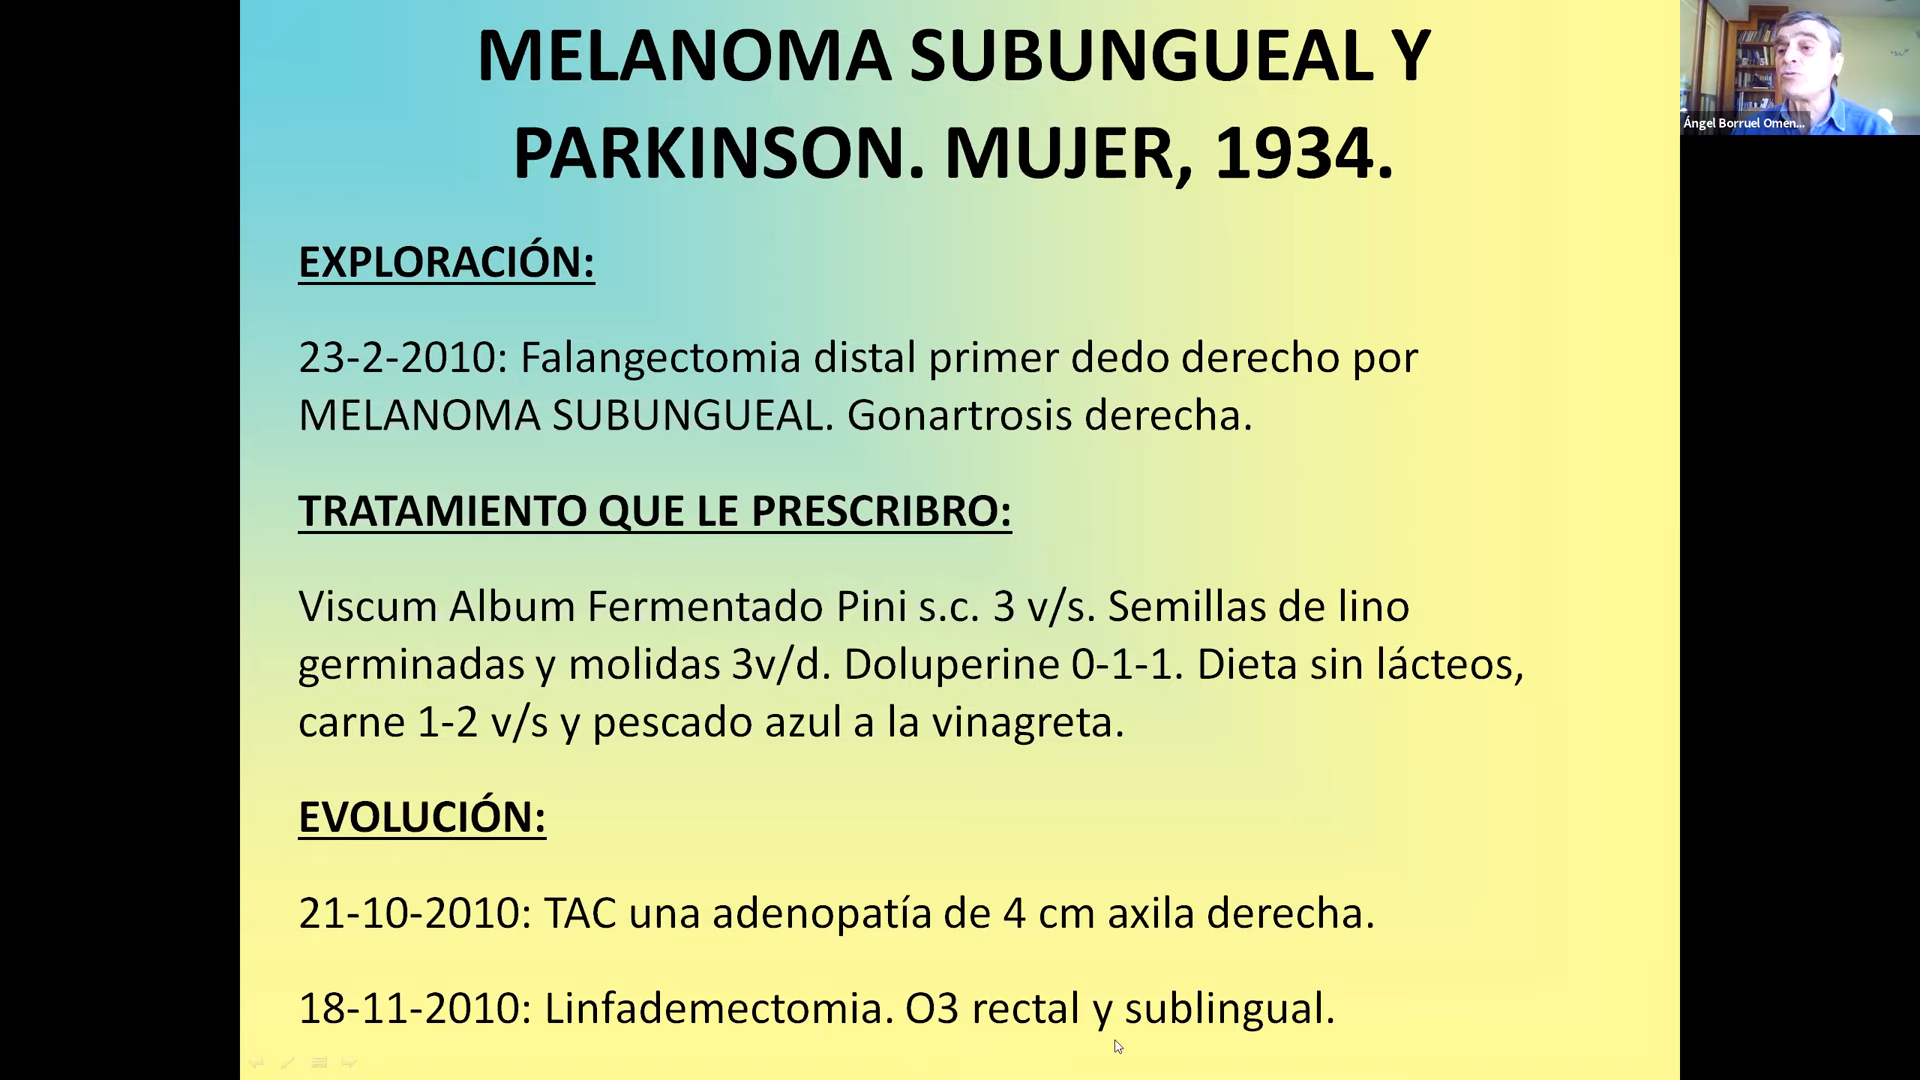 MELANOMA SUBUNGUEAL Y
PARKINSON. MUJER, 1934.
EXPLORACIÓN:
23-2-2010: Falangectomia distal primer dedo derecho por
MELANOMA SUBUNGUEAL. Gonartrosis derecha.
TRATAMIENTO QUE LE PRESCRIBRO:
Viscum Album Fermentado Pini s.c. 3 v/s. Semillas de lino
germinadas y molidas 3v/d. Doluperine 0-1-1. Dieta sin lácteos,
carne 1-2 v/s y pescado azul a la vinagreta.
EVOLUCIÓN:
21-10-2010: TAC una adenopatía de 4 cm axila derecha.
18-11-2010: Linfademectomia. O3 rectal y sublingual.
Ángel Borruel Omen...